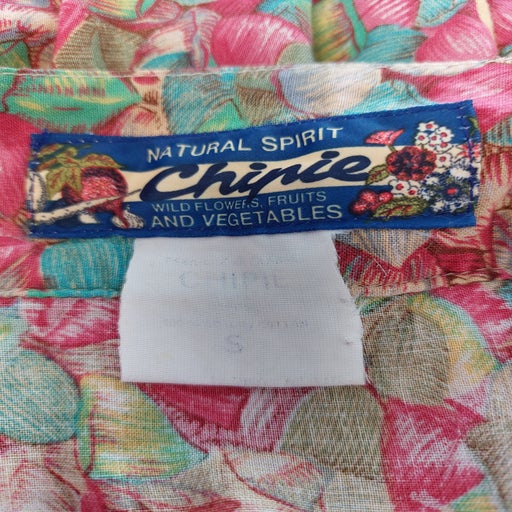 NATURAL SPIRIT
Chipie
WILD FLOWERS, FRUITS
AND VEGETABLES
CHIPIE
S